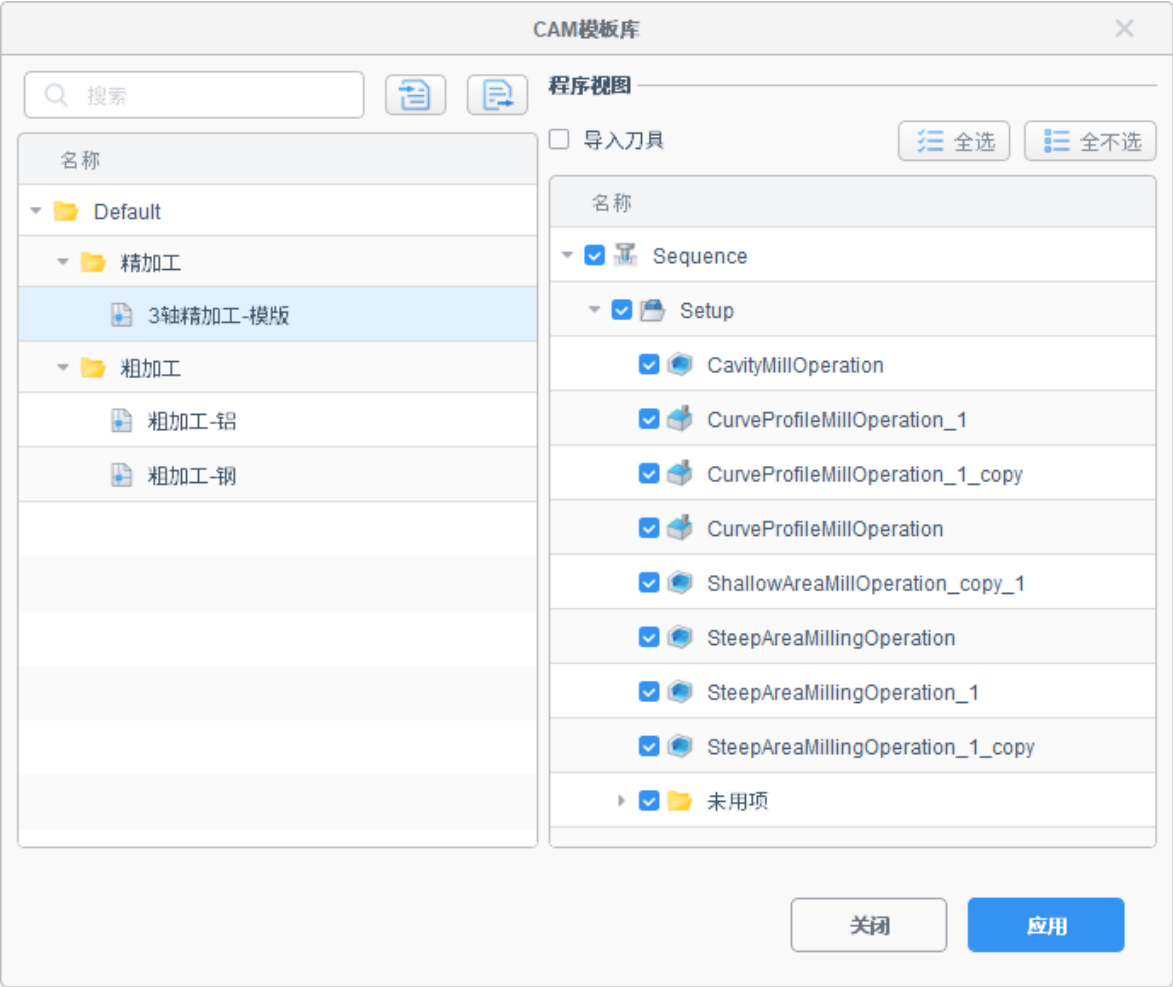 CAM模板库
搜索
名称
Default
精加工
3轴精加工-模版
粗加工
粗加工-铝
粗加工-钢
程序视图
导入刀具
全选
全不选
名称
Sequence
Setup
CavityMillOperation
CurveProfileMillOperation_1
CurveProfileMillOperation_1_copy
CurveProfileMillOperation
ShallowAreaMillOperation_copy_1
SteepAreaMillingOperation
SteepAreaMillingOperation_1
SteepAreaMillingOperation_1_copy
未用项
关闭
应用